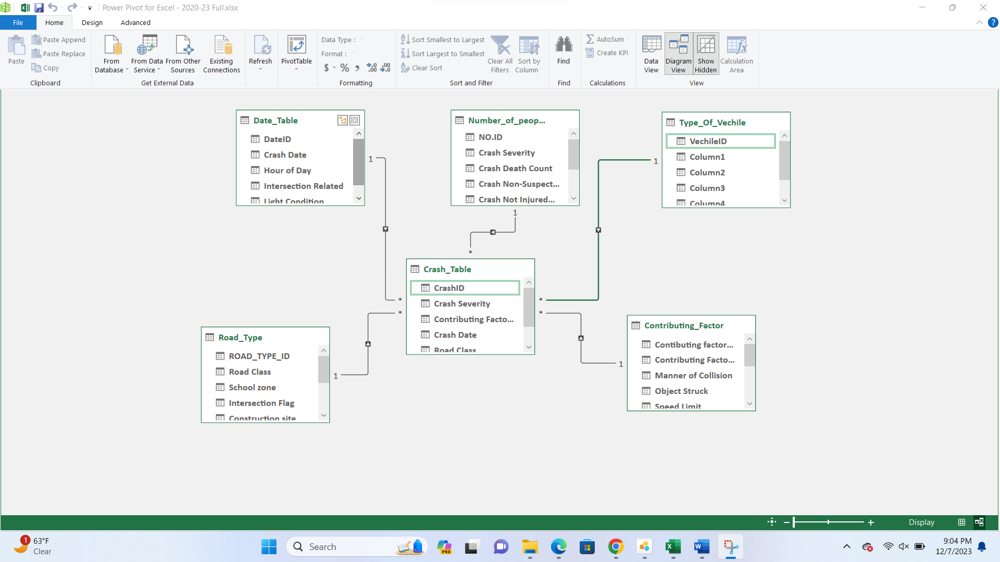 Power Pivot for Excel - 2020-23 Full.xlsx
File Home Design Advanced
?
Paste
Paste Append
Paste Replace
Copy
Clipboard
From Database
From Data Service
From Other Sources
Existing Connections
Get External Data
Refresh
PivotTable
Data Type :
Format :
$ % , .00 .00
Formatting
Sort Smallest to Largest
Sort Largest to Smallest
Clear Sort
Clear All Filters
Sort by Column
Sort and Filter
Find
Find
AutoSum
Create KPI
Calculations
Data View
Diagram View
Show Hidden
Calculation Area
View
Date_Table
DateID
Crash Date
Hour of Day
Intersection Related
Light Condition
1
Number_of_peop...
NO.ID
Crash Severity
Crash Death Count
Crash Non-Suspect...
Crash Not Injured...
1
*
Type_Of_Vechile
VechileID
Column1
Column2
Column3
Column4
1
Crash_Table
CrashID
Crash Severity
Contributing Facto...
Crash Date
Road Class
* *
* *
Road_Type
ROAD_TYPE_ID
Road Class
School zone
Intersection Flag
Construction site
1
Contributing_Factor
Contibuting factor...
Contributing Facto...
Manner of Collision
Object Struck
Speed Limit
1
Display
1
63°F
Clear
Search
PRE
9:04 PM
12/7/2023